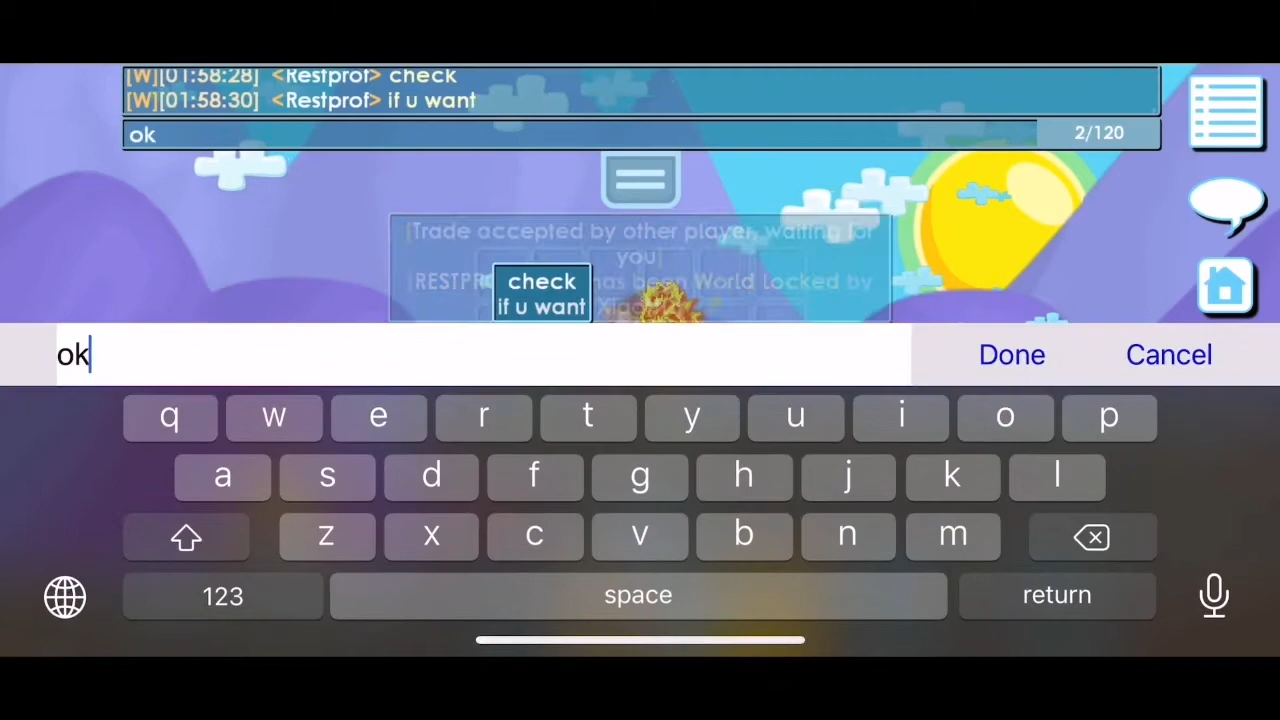 [W][01:58:28] <Restprof> check
[W][01:58:30] <Restprof> if u want
ok
2/120
[Trade accepted by other player, waiting for
you]
[RESTPRO
has been World Locked by
check
if u want
ok
Done
Cancel
q w e r t y u i o p
a s d f g h j k l
z x c v b n m
123
space
return